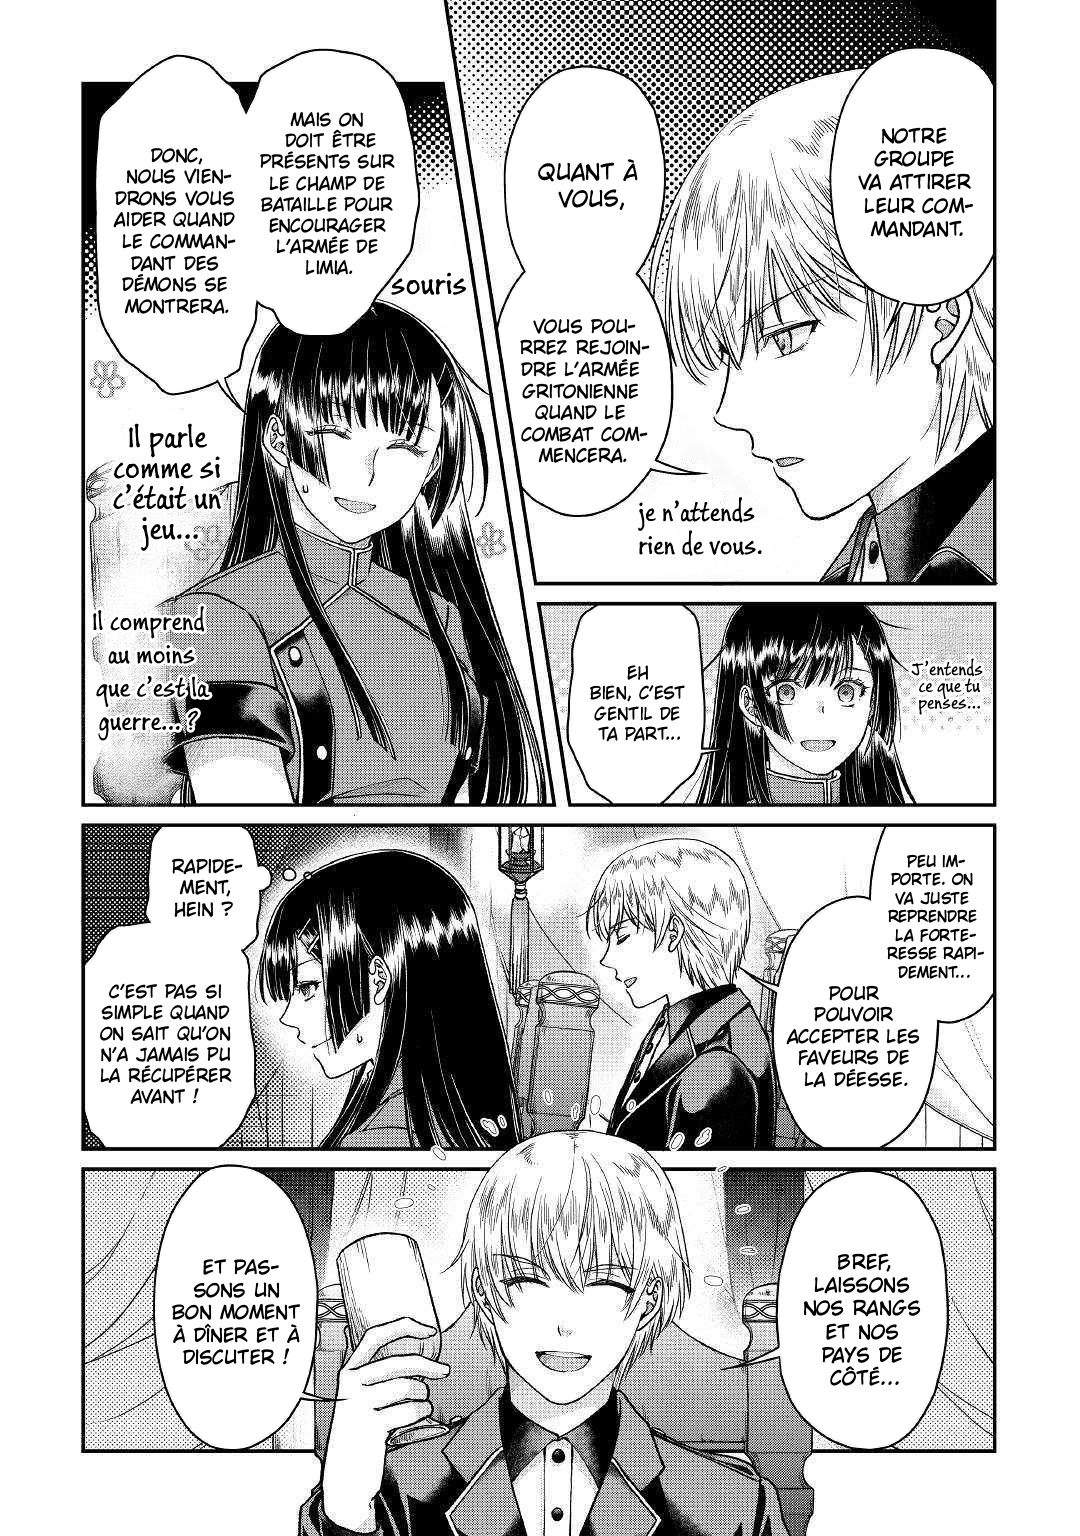 NOTRE
GROUPE
VA ATTIRER
LEUR COM-
MANDANT.
QUANT À
VOUS,
VOUS POU-
RREZ REJOIN-
DRE L'ARMÉE
GRITONIENNE
QUAND LE
COMBAT COM-
MENCERA.
je n'attends
rien de vous.
MAIS ON
DOIT ÊTRE
PRÉSENTS SUR
LE CHAMP DE
BATAILLE POUR
ENCOURAGER
L'ARMÉE DE
LIMIA.
DONC,
NOUS VIEN-
DRONS VOUS
AIDER QUAND
LE COMMAN-
DANT DES
DÉMONS SE
MONTRERA.
souris
Il parle
comme si
c'était un
jeu...
Il comprend
au moins
que c'est la
guerre... ?
J'entends
ce que tu
penses...
EH
BIEN, C'EST
GENTIL DE
TA PART...
PEU IM-
PORTE. ON
VA JUSTE
REPRENDRE
LA FORTE-
RESSE RAPI-
DEMENT...
POUR
POUVOIR
ACCEPTER LES
FAVEURS DE
LA DÉESSE.
RAPIDE-
MENT,
HEIN ?
C'EST PAS SI
SIMPLE QUAND
ON SAIT QU'ON
N'A JAMAIS PU
LA RÉCUPÉRER
AVANT !
BREF,
LAISSONS
NOS RANGS
ET NOS
PAYS DE
CÔTÉ...
ET PAS-
SONS UN
BON MOMENT
À DÎNER ET À
DISCUTER !